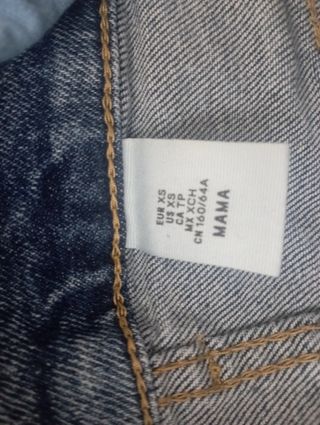 EUR XS
US XS
CA TP
MX XCH
CN 160/64A
MAMA